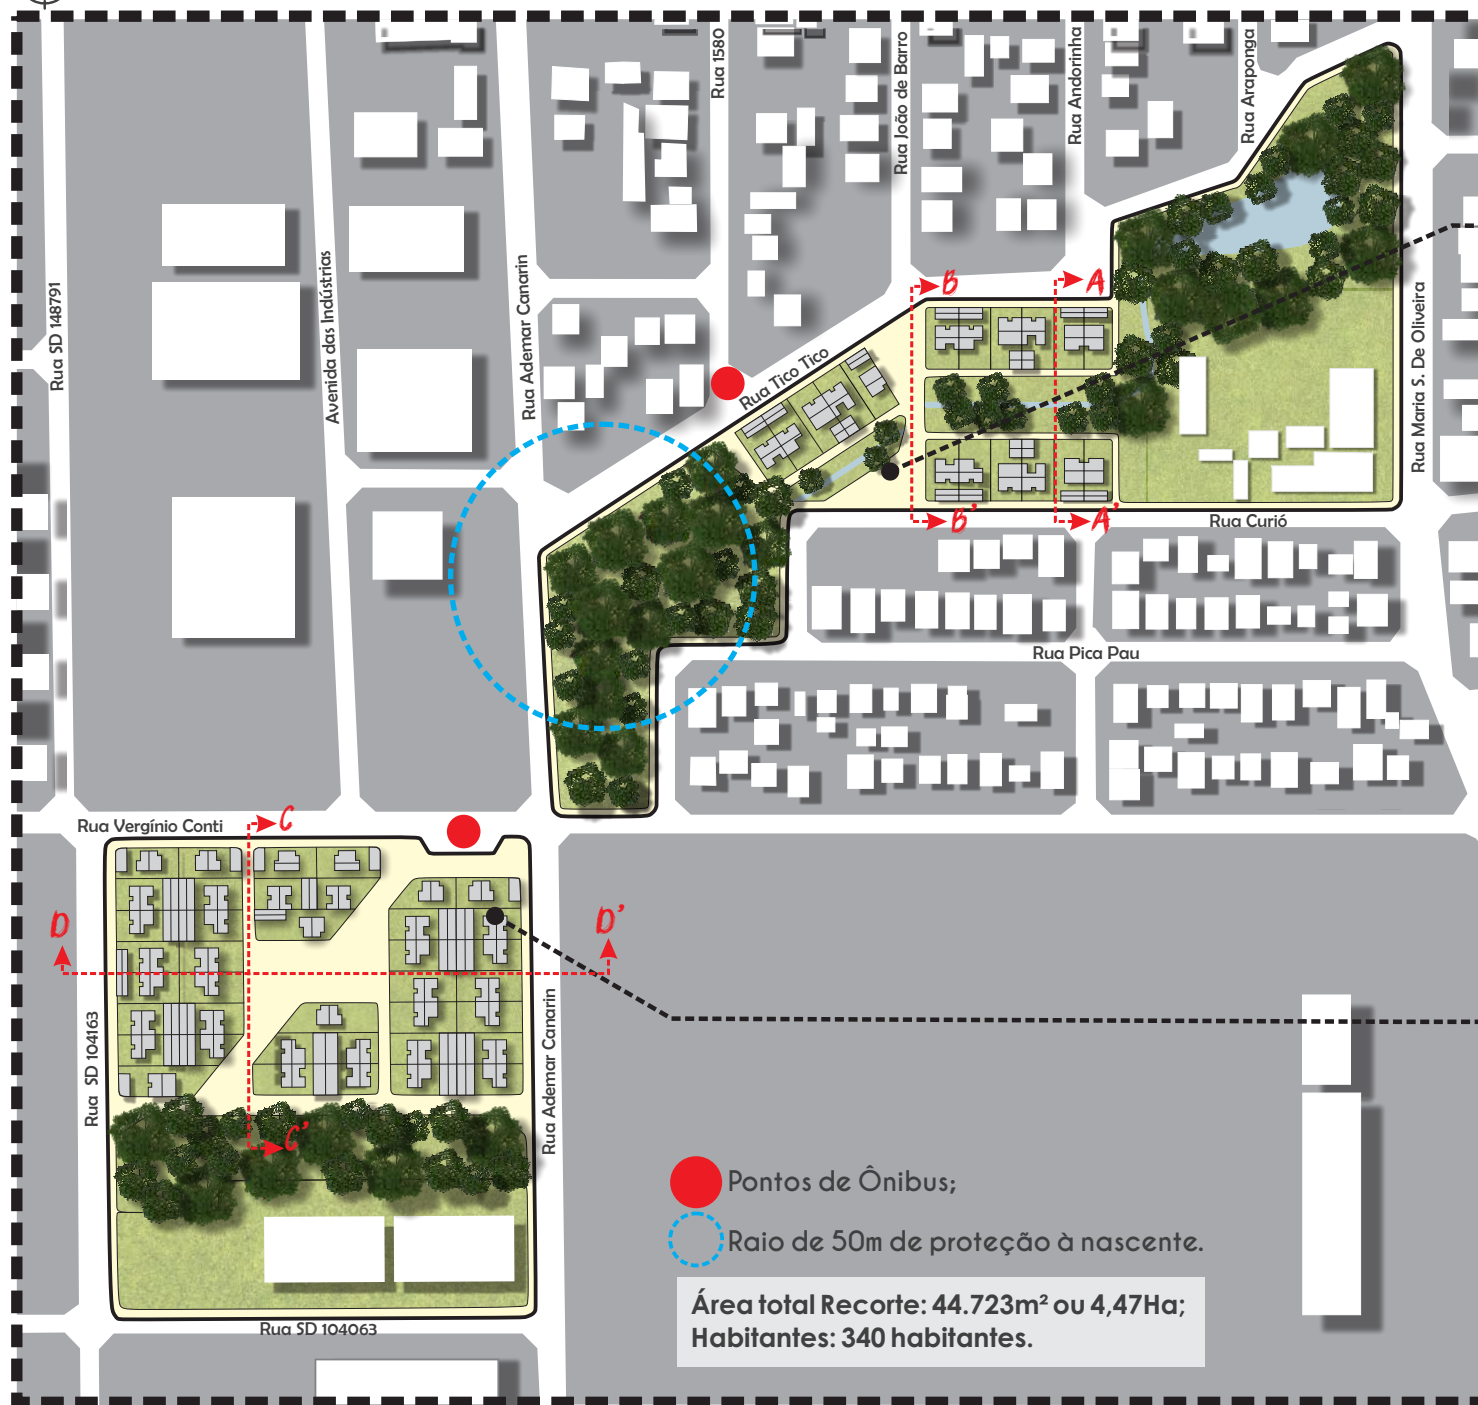 Rua 1580
Rua João de Barro
Rua Andorinha
Rua Araponga
Rua SD 148791
Avenida das Indústrias
Rua Ademar Canarin
Rua Tico Tico
B
A
Rua Maria S. De Oliveira
B'
A'
Rua Curió
Rua Pica Pau
Rua Vergínio Conti
C
D
D'
Rua SD 104163
Rua Ademar Canarin
C'
Pontos de Ônibus;
Raio de 50m de proteção à nascente.
Área total Recorte: 44.723m² ou 4,47Ha;
Habitantes: 340 habitantes.
Rua SD 104063